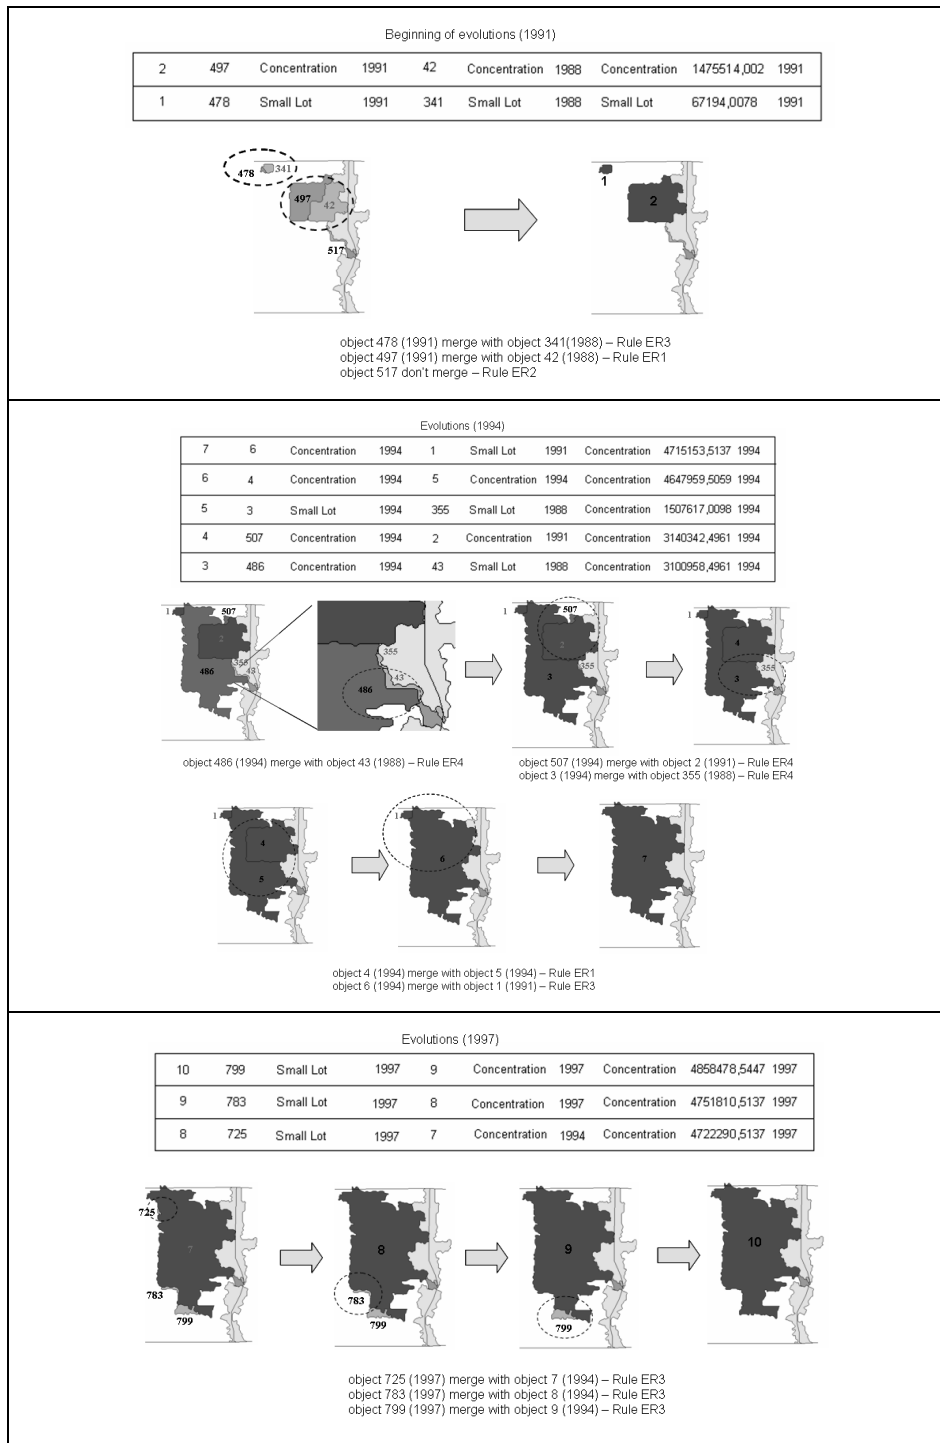 Beginning of evolutions (1991)
2 497 Concentration 1991 42 Concentration 1988 Concentration 1475514,002 1991
1 478 Small Lot 1991 341 Small Lot 1988 Small Lot 67194,0078 1991
341
478
1
497
42
2
517
object 478 (1991) merge with object 341(1988) – Rule ER3
object 497 (1991) merge with object 42 (1988) – Rule ER1
object 517 don't merge – Rule ER2
Evolutions (1994)
7 6 Concentration 1994 1 Small Lot 1991 Concentration 4715153,5137 1994
6 4 Concentration 1994 5 Concentration 1994 Concentration 4647959,5059 1994
5 3 Small Lot 1994 355 Small Lot 1988 Concentration 1507617,0098 1994
4 507 Concentration 1994 2 Concentration 1991 Concentration 3140342,4961 1994
3 486 Concentration 1994 43 Small Lot 1988 Concentration 3100958,4961 1994
1 507 1 507 1
2 355 2 4
355 43 355 355
486 486 43 3 3
object 486 (1994) merge with object 43 (1988) – Rule ER4
object 507 (1994) merge with object 2 (1991) – Rule ER4
object 3 (1994) merge with object 355 (1988) – Rule ER4
1 1
4 6 7
5
object 4 (1994) merge with object 5 (1994) – Rule ER1
object 6 (1994) merge with object 1 (1991) – Rule ER3
Evolutions (1997)
10 799 Small Lot 1997 9 Concentration 1997 Concentration 4858478,5447 1997
9 783 Small Lot 1997 8 Concentration 1997 Concentration 4751810,5137 1997
8 725 Small Lot 1997 7 Concentration 1994 Concentration 4722290,5137 1997
725
7 8 9 10
783 783
799 799 799
object 725 (1997) merge with object 7 (1994) – Rule ER3
object 783 (1997) merge with object 8 (1994) – Rule ER3
object 799 (1997) merge with object 9 (1994) – Rule ER3